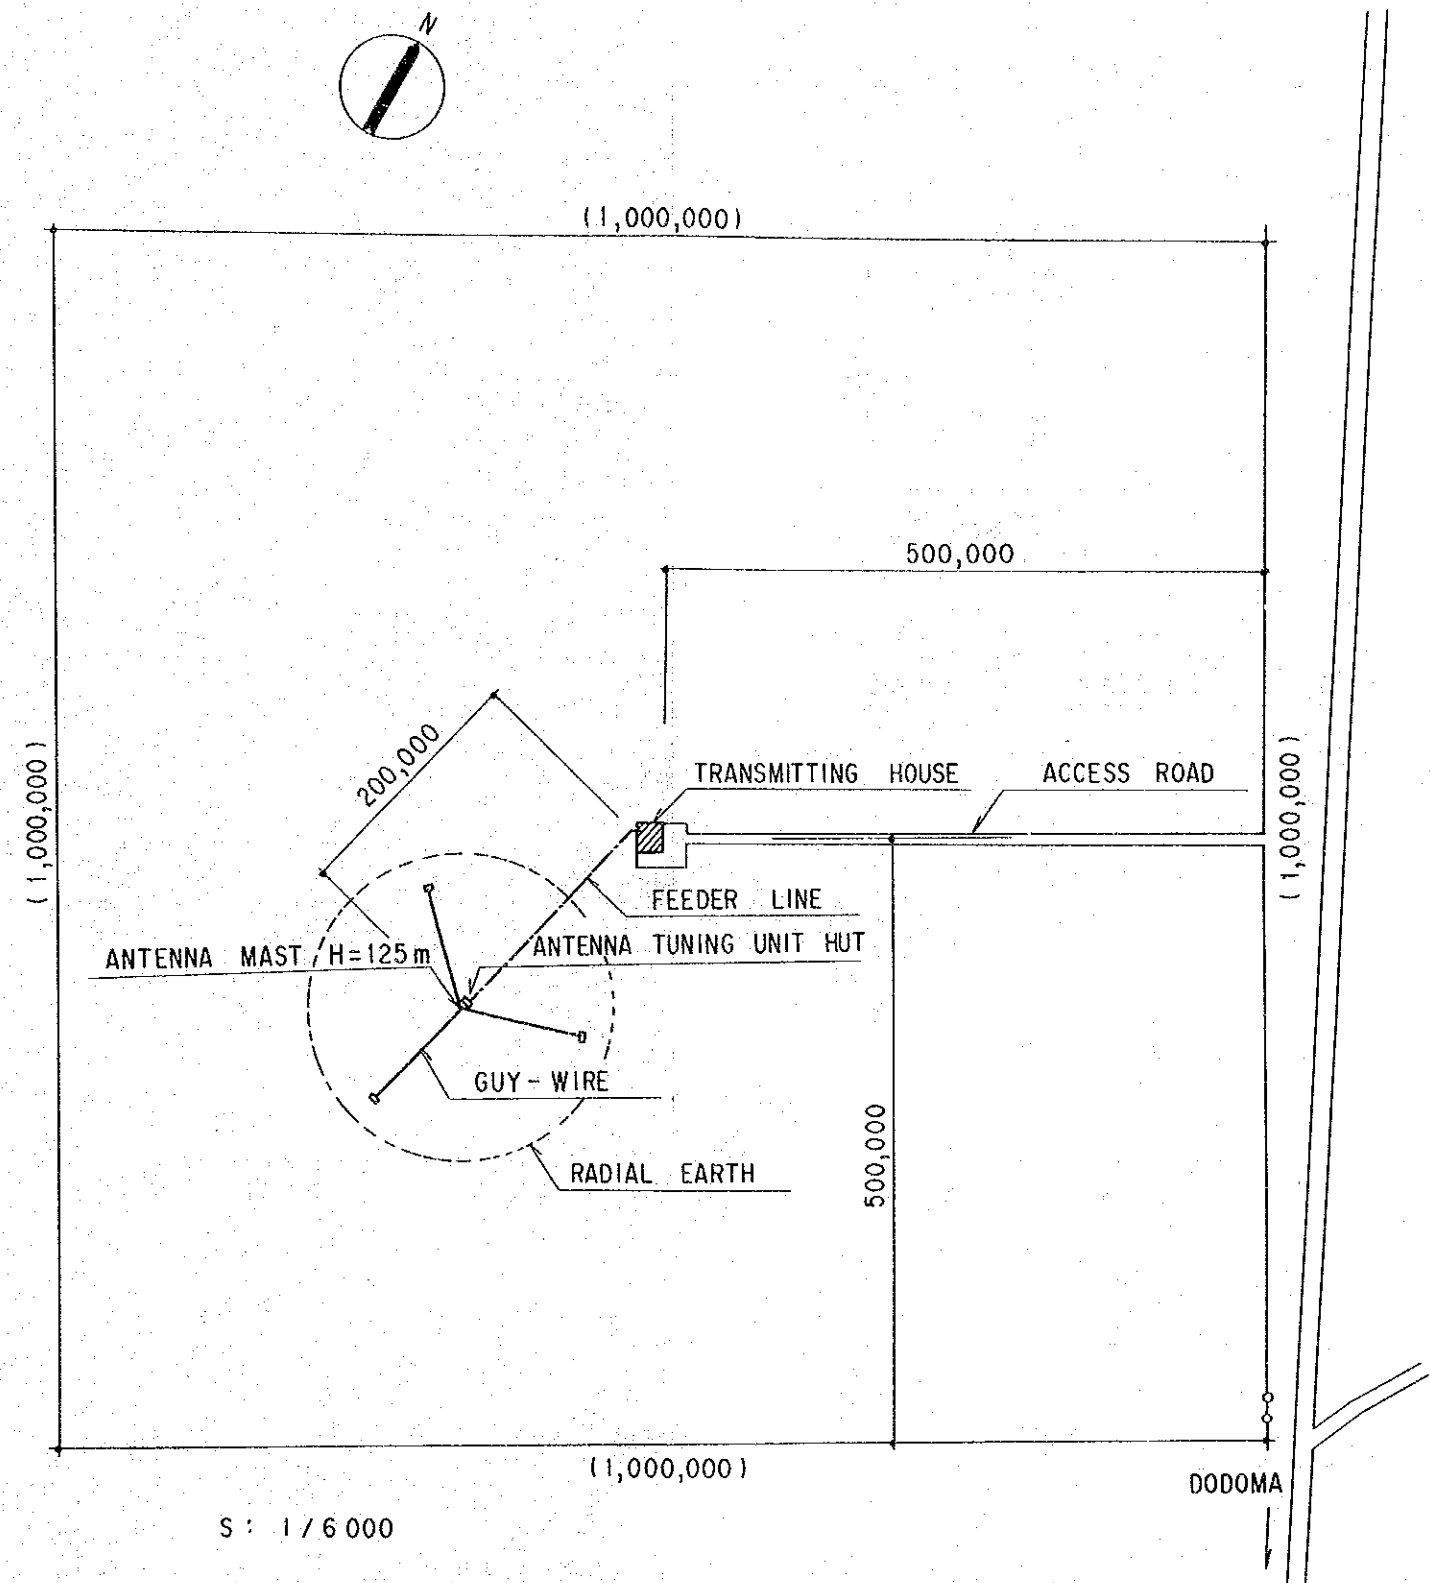 N
(1,000,000)
500,000
200,000
(1,000,000)
TRANSMITTING HOUSE
ACCESS ROAD
(1,000,000)
FEEDER LINE
ANTENNA MAST H=125m
ANTENNA TUNING UNIT HUT
GUY-WIRE
500,000
RADIAL EARTH
(1,000,000)
DODOMA
S: 1/6000